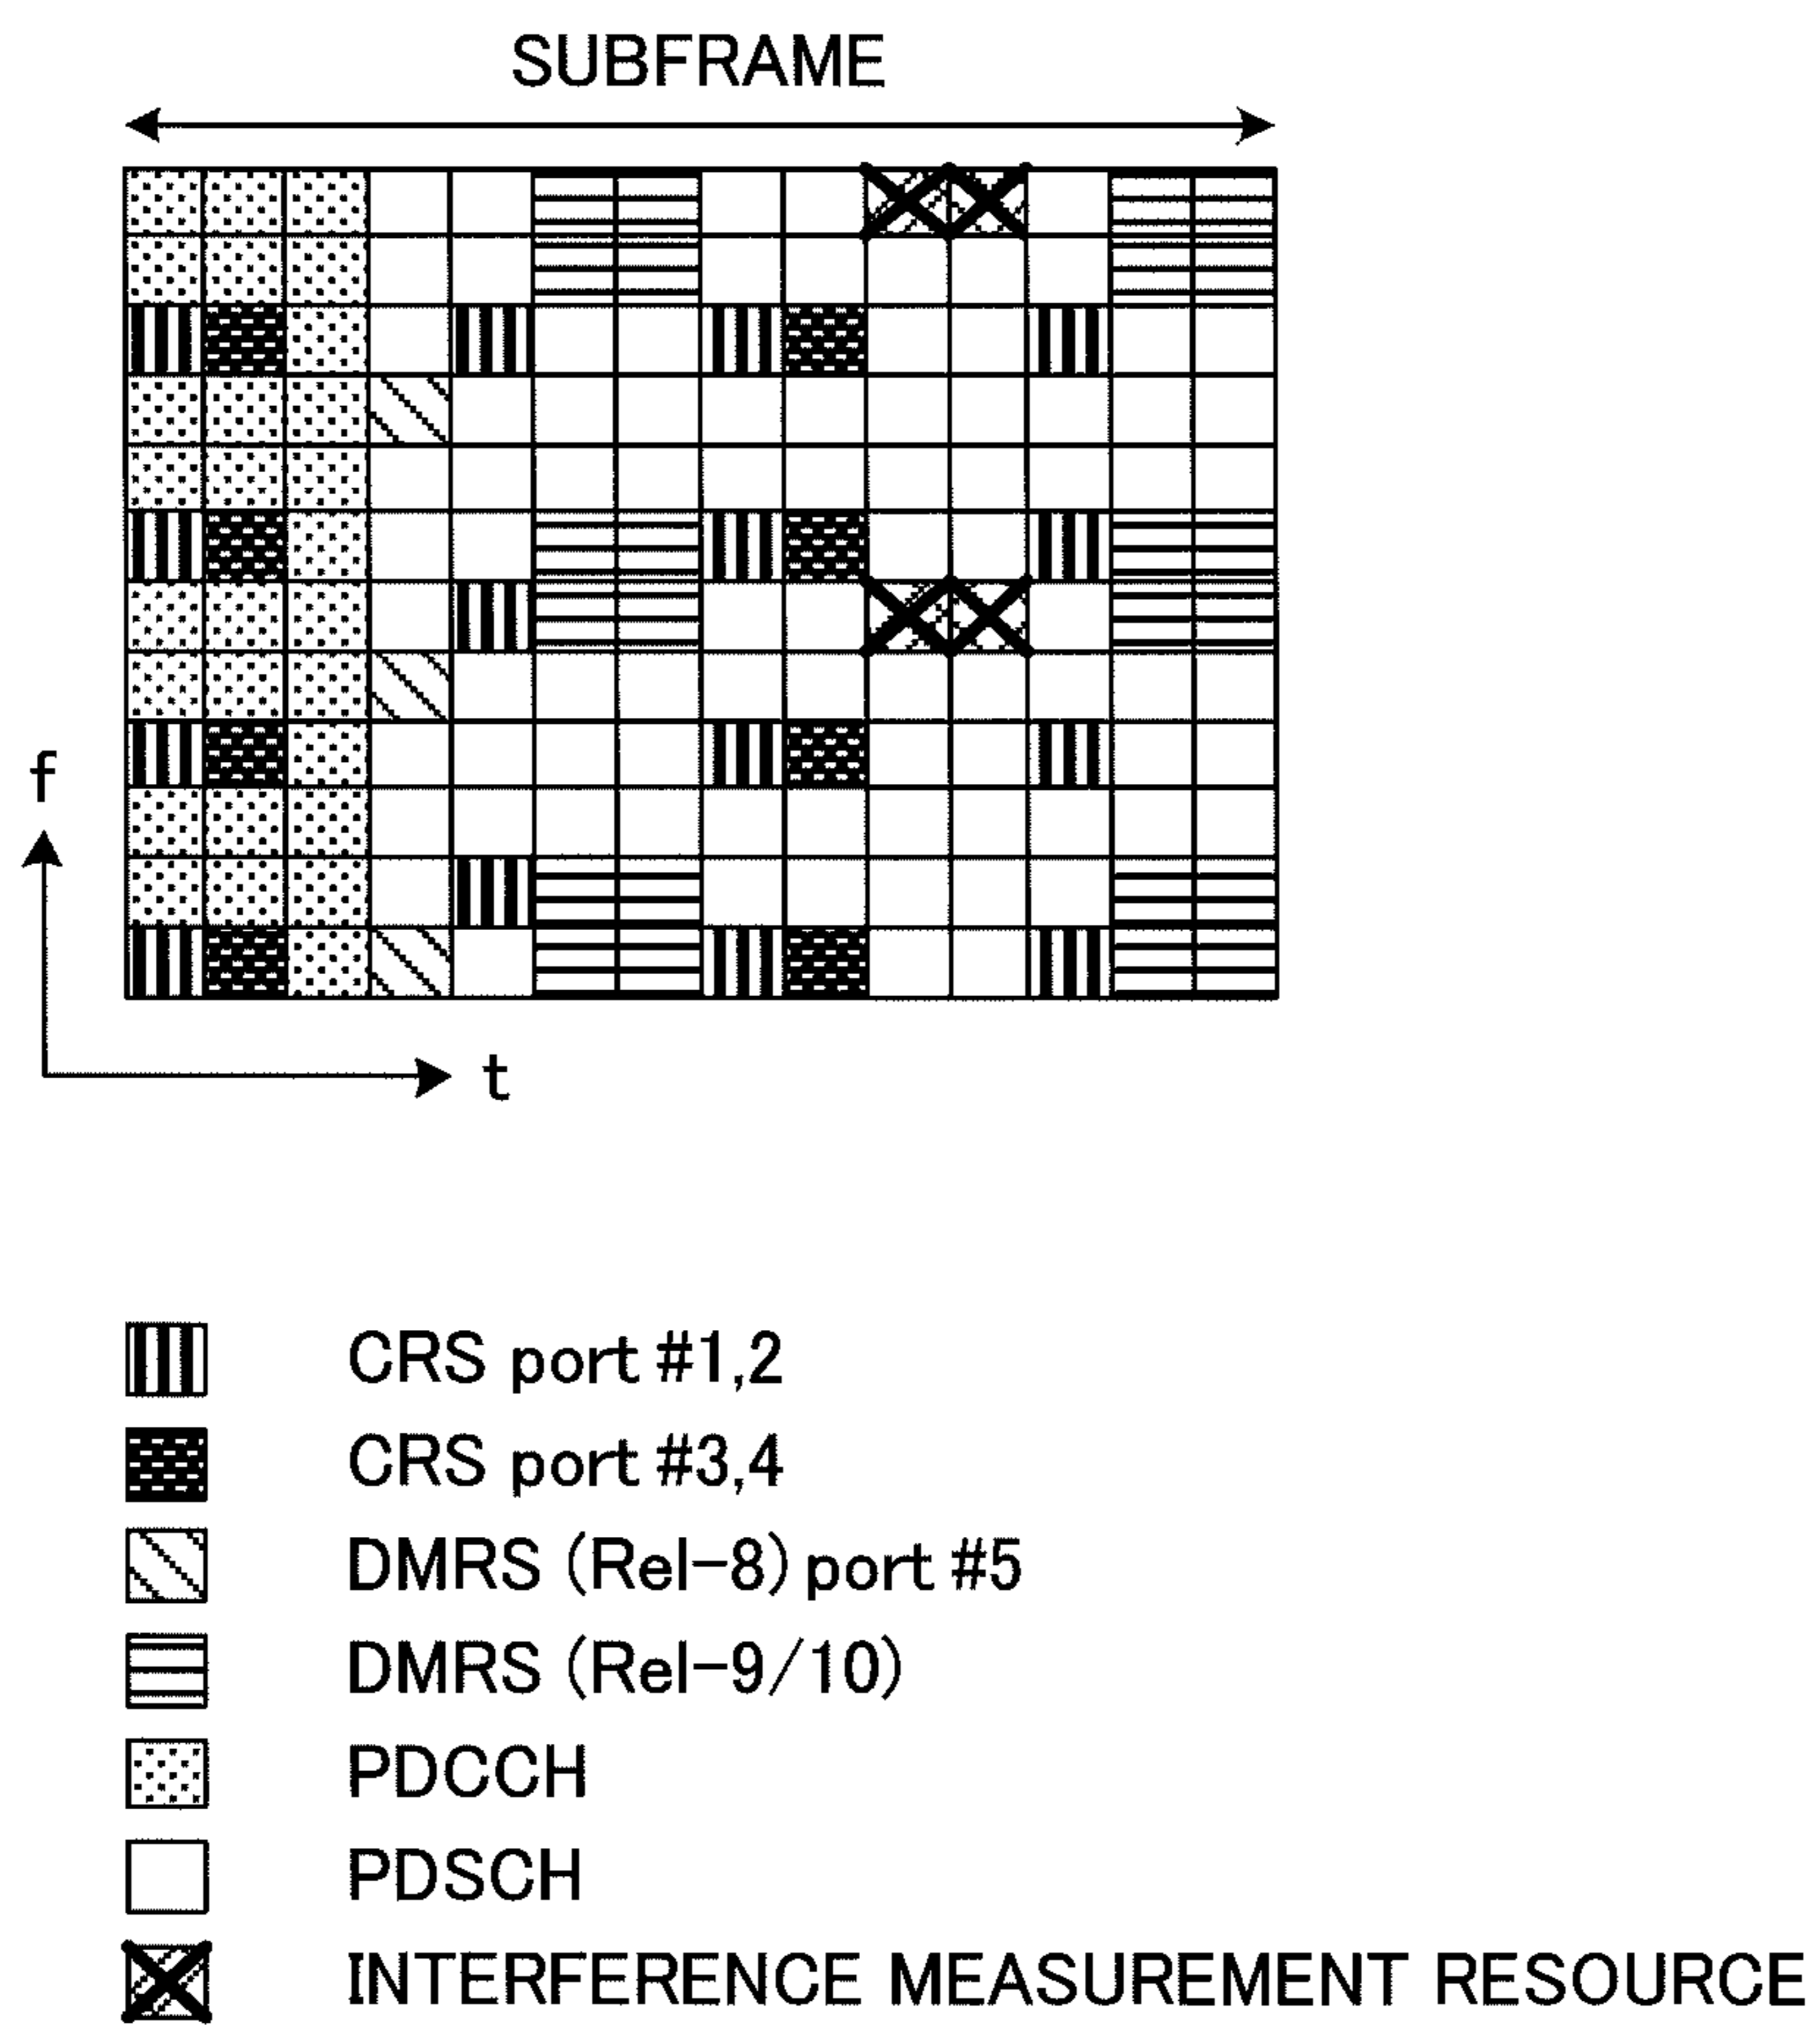 SUBFRAME
f
t
CRS port #1,2
CRS port #3,4
DMRS (Rel-8) port #5
DMRS (Rel-9/10)
PDCCH
PDSCH
INTERFERENCE MEASUREMENT RESOURCE